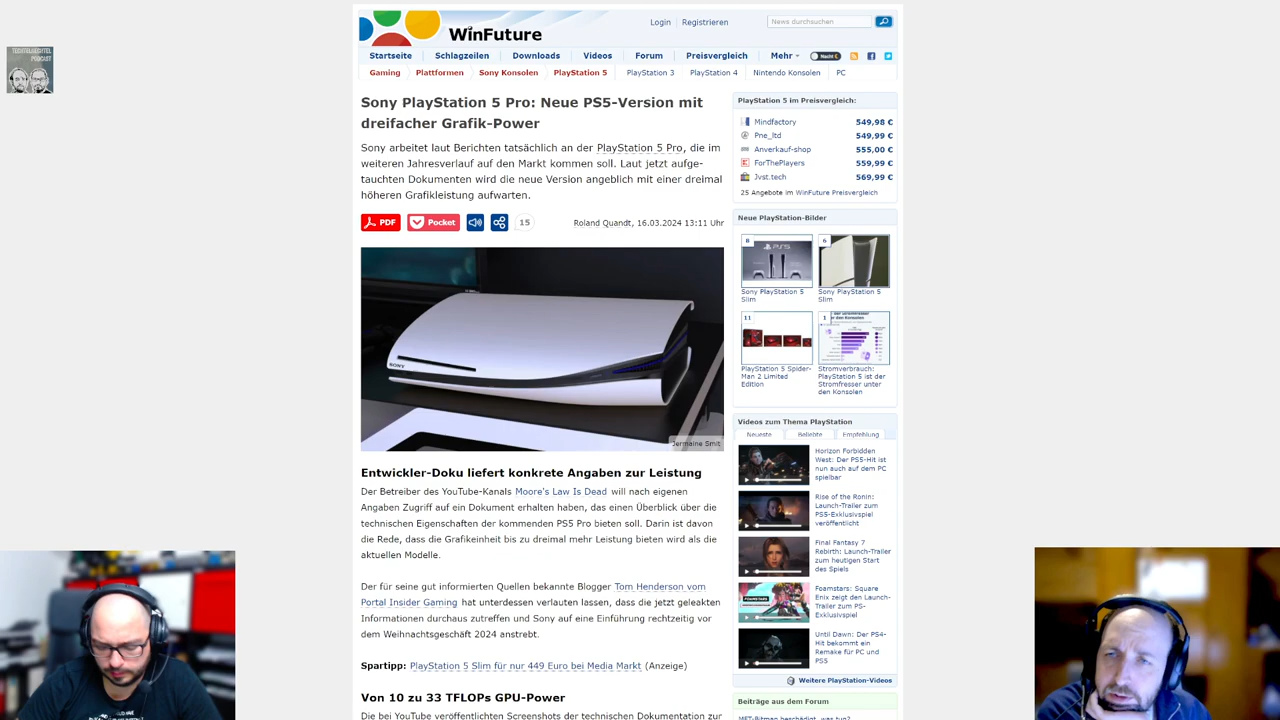 TECHTELMECHTEL
PODCAST
WinFuture
Login Registrieren
News durchsuchen
Startseite Schlagzeilen Downloads Videos Forum Preisvergleich Mehr
Gaming Plattformen Sony Konsolen PlayStation 5 PlayStation 3 PlayStation 4 Nintendo Konsolen PC
Sony PlayStation 5 Pro: Neue PS5-Version mit
dreifacher Grafik-Power
Sony arbeitet laut Berichten tatsächlich an der PlayStation 5 Pro, die im
weiteren Jahresverlauf auf den Markt kommen soll. Laut jetzt aufge-
tauchten Dokumenten wird die neue Version angeblich mit einer dreimal
höheren Grafikleistung aufwarten.
PDF Pocket 15 Roland Quandt, 16.03.2024 13:11 Uhr
SONY
Jermaine Smit
Entwickler-Doku liefert konkrete Angaben zur Leistung
Der Betreiber des YouTube-Kanals Moore's Law Is Dead will nach eigenen
Angaben Zugriff auf ein Dokument erhalten haben, das einen Überblick über die
technischen Eigenschaften der kommenden PS5 Pro bieten soll. Darin ist davon
die Rede, dass die Grafikeinheit bis zu dreimal mehr Leistung bieten wird als die
aktuellen Modelle.
Der für seine gut informierten Quellen bekannte Blogger Tom Henderson vom
Portal Insider Gaming hat unterdessen verlauten lassen, dass die jetzt geleakten
Informationen durchaus zutreffen und Sony auf eine Einführung rechtzeitig vor
dem Weihnachtsgeschäft 2024 anstrebt.
Spartipp: PlayStation 5 Slim für nur 449 Euro bei Media Markt (Anzeige)
Von 10 zu 33 TFLOPs GPU-Power
Die bei YouTube veröffentlichten Screenshots der technischen Dokumentation zur
PlayStation 5 im Preisvergleich:
Mindfactory 549,98 €
Pne_ltd 549,99 €
Anverkauf-shop 555,00 €
ForThePlayers 559,99 €
Jvst.tech 569,99 €
25 Angebote im WinFuture Preisvergleich
Neue PlayStation-Bilder
8 6
Sony PlayStation 5
Slim
Sony PlayStation 5
Slim
11 1
PlayStation 5 Spider-
Man 2 Limited
Edition
Stromverbrauch:
PlayStation 5 ist der
Stromfresser unter
den Konsolen
Videos zum Thema PlayStation
Neueste Beliebte Empfehlung
Horizon Forbidden
West: Der PS5-Hit ist
nun auch auf dem PC
spielbar
Rise of the Ronin:
Launch-Trailer zum
PS5-Exklusivspiel
veröffentlicht
Final Fantasy 7
Rebirth: Launch-Trailer
zum heutigen Start
des Spiels
Foamstars: Square
Enix zeigt den Launch-
Trailer zum PS-
Exklusivspiel
Until Dawn: Der PS4-
Hit bekommt ein
Remake für PC und
PS5
Weitere PlayStation-Videos
Beiträge aus dem Forum
MFT-Bitmap beschädigt, was tun?